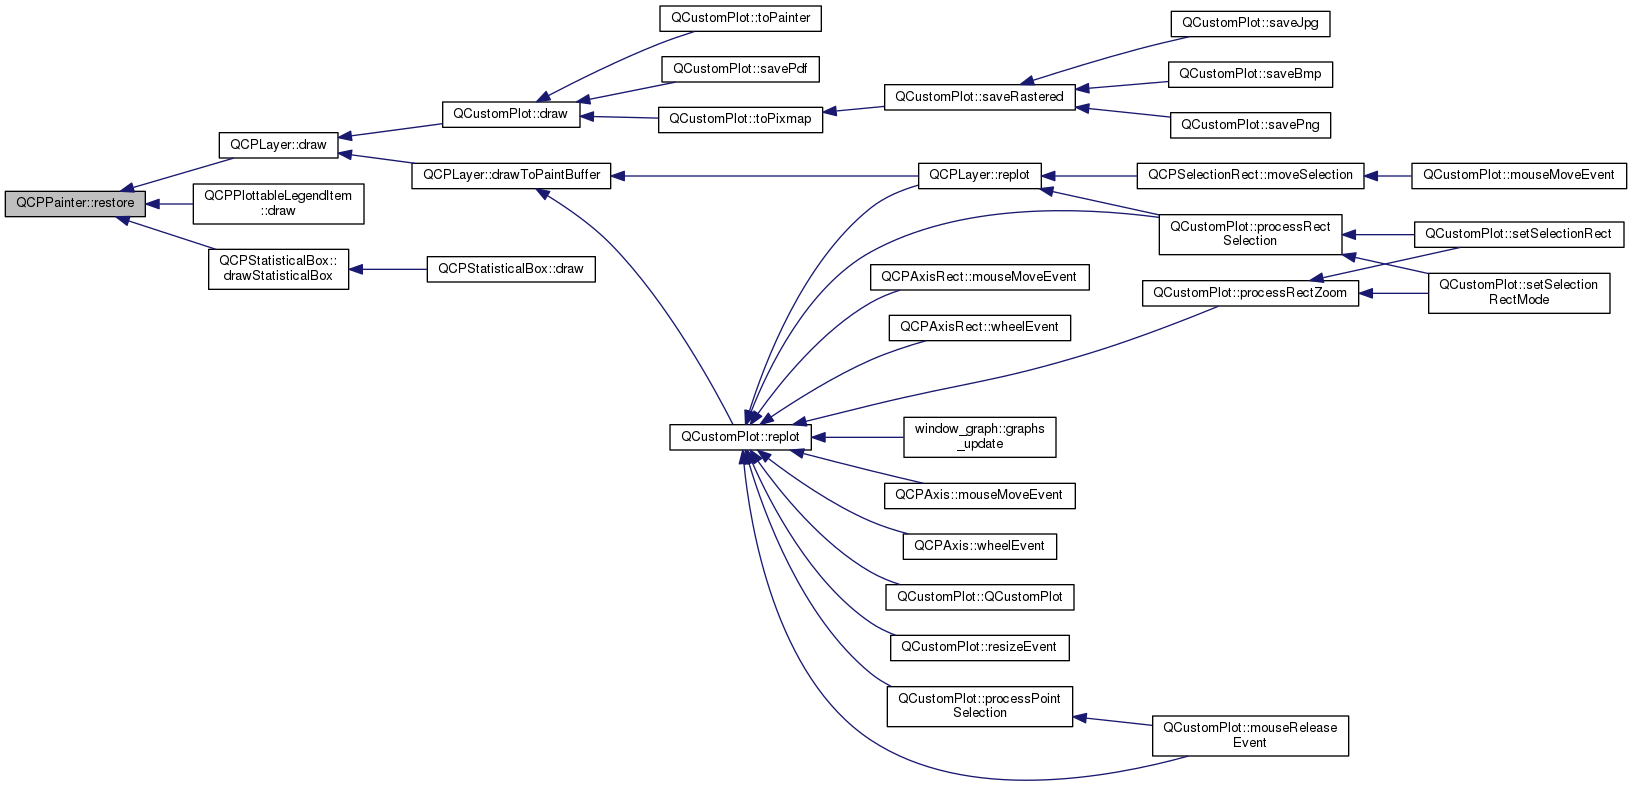 QCPPainter::restore
QCPLayer::draw
QCPPlottableLegendItem
::draw
QCPStatisticalBox::
drawStatisticalBox
QCustomPlot::draw
QCPLayer::drawToPaintBuffer
QCPStatisticalBox::draw
QCustomPlot::toPainter
QCustomPlot::savePdf
QCustomPlot::toPixmap
QCustomPlot::replot
QCustomPlot::saveRastered
QCPLayer::replot
QCPAxisRect::mouseMoveEvent
QCPAxisRect::wheelEvent
window_graph::graphs
_update
QCPAxis::mouseMoveEvent
QCPAxis::wheelEvent
QCustomPlot::QCustomPlot
QCustomPlot::resizeEvent
QCustomPlot::processPoint
Selection
QCustomPlot::saveJpg
QCustomPlot::saveBmp
QCustomPlot::savePng
QCPSelectionRect::moveSelection
QCustomPlot::processRect
Selection
QCustomPlot::processRectZoom
QCustomPlot::mouseRelease
Event
QCustomPlot::mouseMoveEvent
QCustomPlot::setSelectionRect
QCustomPlot::setSelection
RectMode